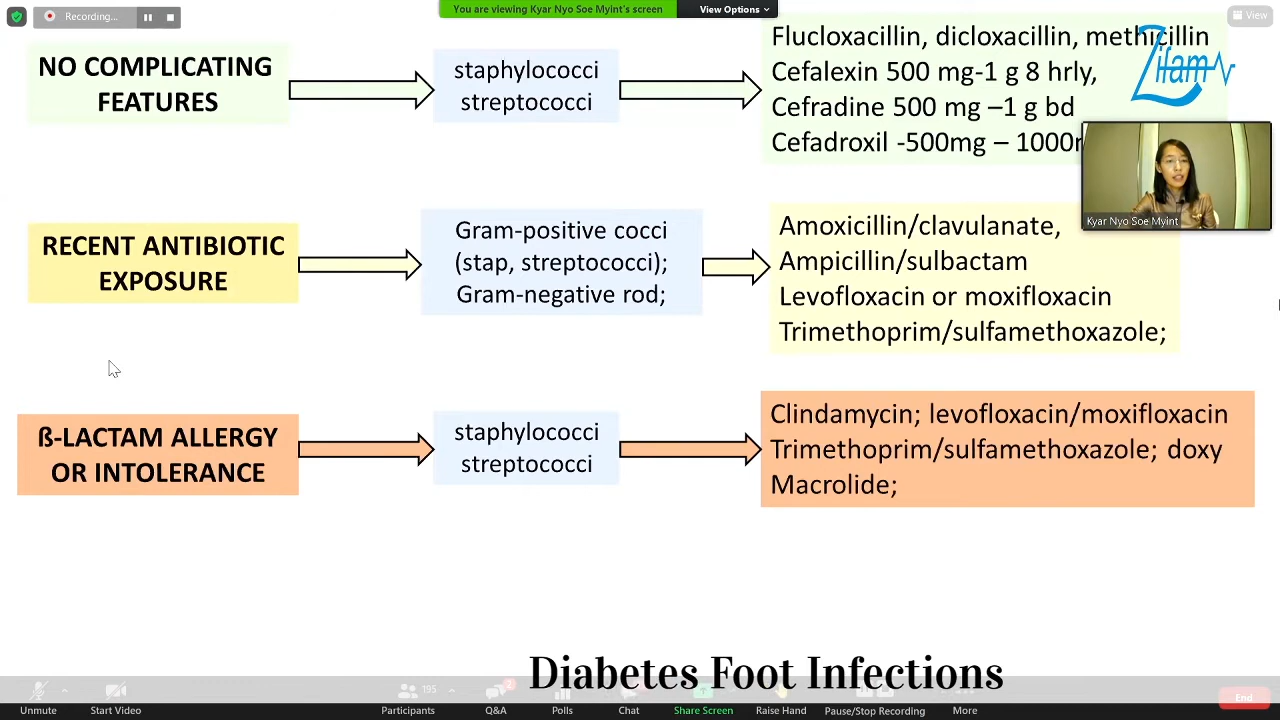 Recording...
You are viewing Kyar Nyo Soe Myint's screen
View Options
View
NO COMPLICATING
FEATURES
staphylococci
streptococci
Flucloxacillin, dicloxacillin, methicillin
Cefalexin 500 mg-1 g 8 hrly,
Cefradine 500 mg –1 g bd
Cefadroxil -500mg – 1000
Zifam
Kyar Nyo Soe Myint
RECENT ANTIBIOTIC
EXPOSURE
Gram-positive cocci
(stap, streptococci);
Gram-negative rod;
Amoxicillin/clavulanate,
Ampicillin/sulbactam
Levofloxacin or moxifloxacin
Trimethoprim/sulfamethoxazole;
ß-LACTAM ALLERGY
OR INTOLERANCE
staphylococci
streptococci
Clindamycin; levofloxacin/moxifloxacin
Trimethoprim/sulfamethoxazole; doxy
Macrolide;
Diabetes Foot Infections
195
2
End
Unmute
Start Video
Participants
Q&A
Polls
Chat
Share Screen
Raise Hand
Pause/Stop Recording
More